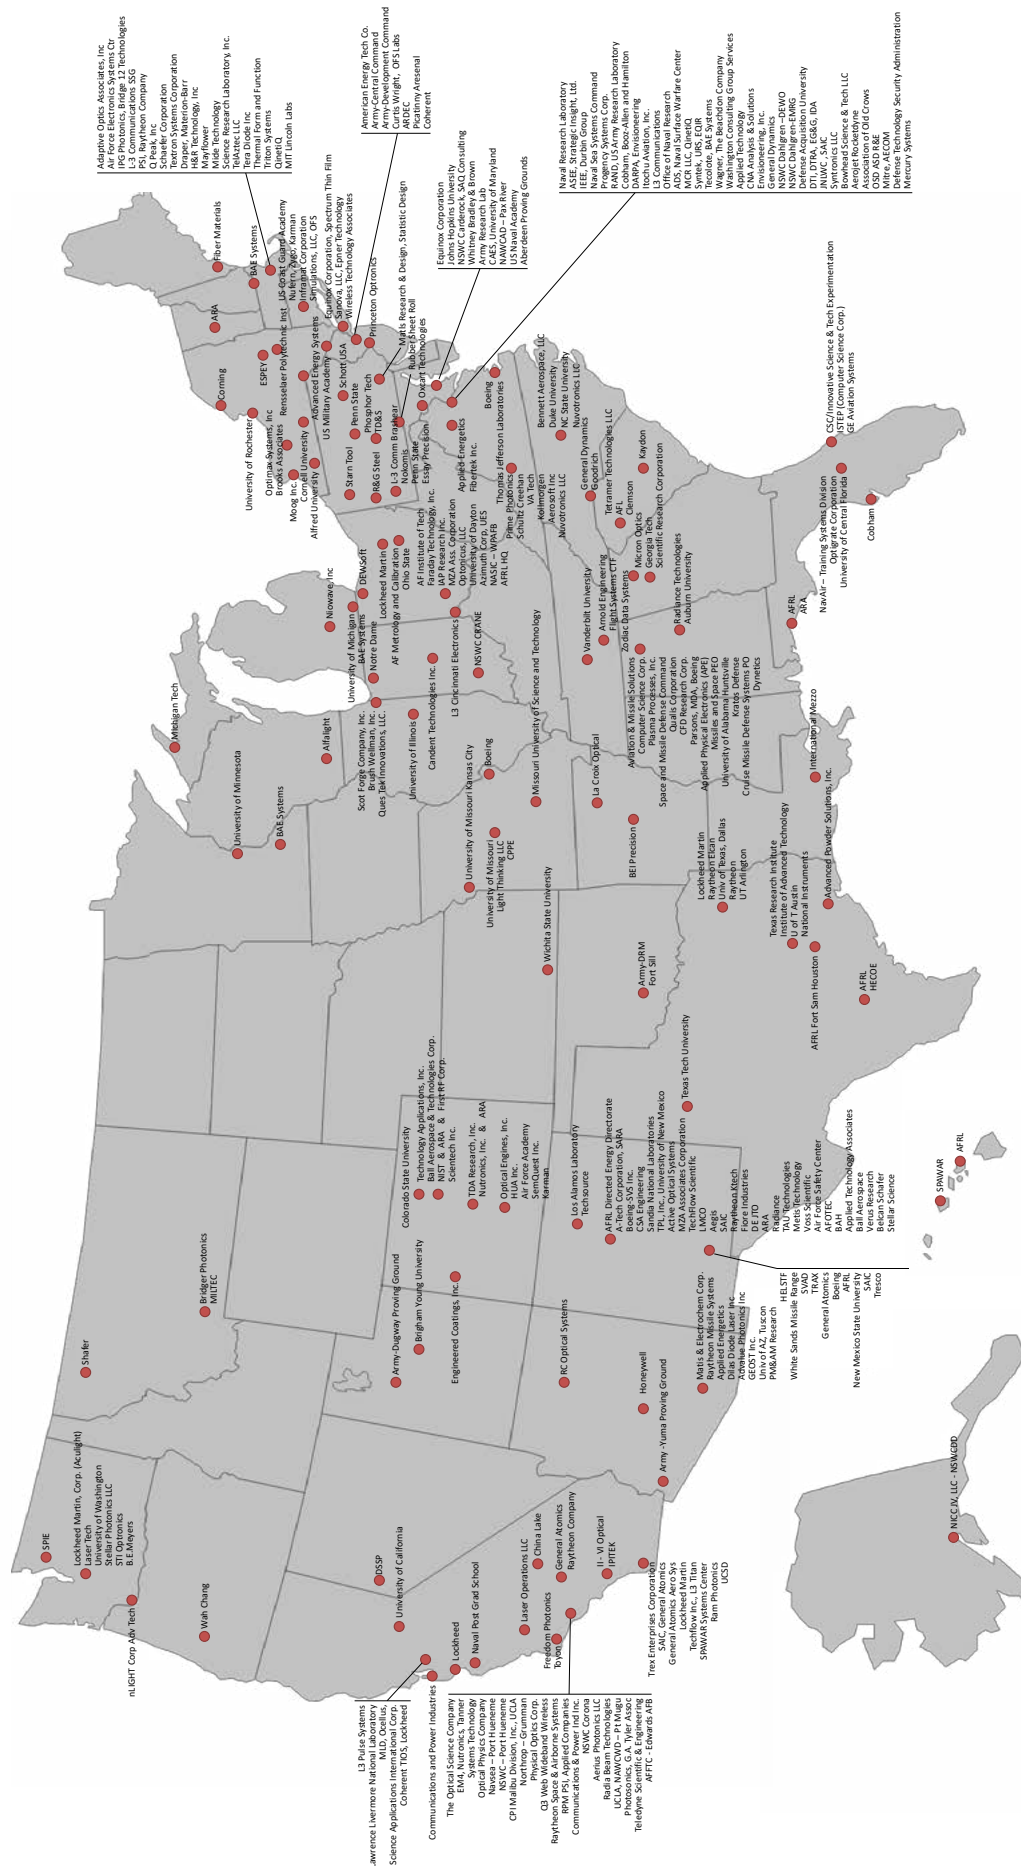 SPIE
Lockheed Martin, Corp. (Aculight)
Laser Tech
University of Washington
Stellar Photonics LLC
STI Optronics
B.E.Meyers
nLIGHT Corp Adv Tech
Wah Chang
Shafer
Bridger Photonics
MILTEC
DSSP
University of California
L3 Pulse Systems
Lawrence Livermore National Laboratory
MLD, Ocellus,
Science Applications International Corp.
Coherent TIOS, Lockheed
Communications and Power Industries
Lockheed
Naval Post Grad School
The Optical Science Company
EM4, Nutronics, Tanner
Systems Technology
Optical Physics Company
Navsea – Port Hueneme
NSWC – Port Hueneme
CPI Malibu Division, Inc., UCLA
Northrop – Grumman
Physical Optics Corp.
Q3 Web Wideband Wireless
Raytheon Space & Airborne Systems
RPM PSI, Applied Companies
Communications & Power Ind Inc.
NSWC Corona
Aerius Photonics LLC
Radia Beam Technologies
UCLA, NAWCWD – Pt Mugu
Photonics, G.A. Tyler Assoc
Teledyne Scientific & Engineering
AFFTC - Edwards AFB
Laser Operations LLC
China Lake
Freedom Photonics
Toyon
General Atomics
Raytheon Company
II - VI Optical
IPITEK
Trex Enterprises Corporation
SAIC, General Atomics
General Atomics Aero Sys
Lockheed Martin
Techflow Inc., L3 Titan
SPAWAR Systems Center
Ram Photonics
UCSD
Army-Dugway Proving Ground
Brigham Young University
Engineered Coatings, Inc.
RC Optical Systems
Honeywell
Army -Yuma Proving Ground
Matis & Electrochem Corp.
Raytheon Missile Systems
Applied Energetics
Dilas Diode Laser Inc
Advalue Photonics Inc
GEOST Inc.
Univ of AZ, Tuscon
PM&AM Research
Colorado State University
Technology Applications, Inc.
Ball Aerospace & Technologies Corp.
NIST & ARA & First RF Corp.
Scientech Inc.
TDA Research, Inc.
Nutronics, Inc. & ARA
Optical Engines, Inc.
HUA Inc.
Air Force Academy
SemQuest Inc.
Karman
Los Alamos Laboratory
Techsource
AFRL Directed Energy Directorate
A-Tech Corporation, SARA
Boeing-SVS Inc.
CSA Engineering
Sandia National Laboratories
TPL, Inc., University of New Mexico
Active Optical Systems
MZA Associates Corporation
TechFlow Scientific
LMCO
Aegis
SAIC
Raytheon Ktech
Fiore Industries
DE JTO
ARA
Radiance
TAU Technologies
Metis Technology
Voss Scientific
Air Force Safety Center
AFOTEC
BAH
Applied Technology Associates
Ball Aerospace
Verus Research
Belcan Schafer
Stellar Science
HELSTF
White Sands Missile Range
SVAD
TRAX
General Atomics
Boeing
AFRL
New Mexico State University
SAIC
Tresco
NICC JV, LLC - NSWCDD
SPAWAR
AFRL
University of Minnesota
BAE Systems
Michigan Tech
Alfalight
Scot Forge Company, Inc.
Brush Wellman, Inc.
Ques Tek Innovations, LLC.
University of Illinois
University of Missouri Kansas City
University of Missouri
Light Thinking LLC
CPPE
Boeing
Missouri University of Science and Technology
Wichita State University
Army-DRM
Fort Sill
Texas Tech University
La Croix Optical
BEI Precision
Lockheed Martin
Raytheon Elcan
Univ of Texas, Dallas
Raytheon
UT Arlington
Texas Research Institute
Institute of Advanced Technology
U of T Austin
National Instruments
AFRL Fort Sam Houston
AFRL
HECOE
Advanced Powder Solutions, Inc.
International Mezzo
Niowave, Inc
University of Michigan
BAE Systems
DEWSoft
Notre Dame
Lockheed Martin
AF Metrology and Calibration
Ohio State
Candent Technologies Inc.
L3 Cincinnati Electronics
NSWC CRANE
AF Institute of Tech
Faraday Technology, Inc.
IAP Research Inc.
MZA Ass. Corporation
Optonicus, LLC
University of Dayton
Azimuth Corp, UES
NASIC – WPAFB
AFRL HQ
Vanderbilt University
Arnold Engineering
Flight Systems CTF
Zodiac Data Systems
Aviation & Missile Solutions
Computer Science Corp.
Plasma Processes, Inc.
Space and Missile Defense Command
Qualis Corporation
CFD Research Corp.
Parsons, MDA, Boeing
Applied Physical Electronics (APE)
Missiles and Space PEO
University of Alabama Huntsville
Kratos Defense
Cruise Missile Defense Systems PO
Dynetics
Micron Optics
Georgia Tech
Scientific Research Corporation
Radiance Technologies
Auburn University
Tetramer Technologies LLC
AFL
Clemson
Kaydon
General Dynamics
Goodrich
Kollmorgen
Aerosoft Inc
Nuvotronics LLC
Bennett Aerospace, LLC
Duke University
NC State University
Nuvotronics LLC
AFRL
ARA
NavAir – Training Systems Division
Optigrate Corporation
University of Central Florida
Cobham
CSC/Innovative Science & Tech Experimentation
ISTEP (Computer Science Corp.)
GE Aviation Systems
Prime Photonics
Schultz Creehan
VA Tech
Thomas Jefferson Laboratories
Boeing
Applied Energetics
Fibertek Inc.
Starn Tool
R&G Steel
L-3 Comm Brashear
Nokomis
Penn State
Essay Precision
Penn State
Phosphor Tech
TD&S
Schott USA
Oxcart Technologies
Rubber Sheet Roll
Matis Research & Design, Statistic Design
Princeton Optronics
Corning
University of Rochester
Optimax Systems, Inc
Brooks Associates
Moog Inc.
Cornell University
Alfred University
ESPEY
Rensselaer Polytechnic Inst
Advanced Energy Systems
US Military Academy
ARA
Fiber Materials
BAE Systems
US Coast Guard Academy
Nufern, Zygo, Karman
Inframat Corporation
Simulations, LLC, OFS
Equinox Corporation, Spectrum Thin Film
Sanova, LLC, Epner Technology
Wireless Technology Associates
Adaptive Optics Associates, Inc
Air Force Electronics Systems Ctr
IPG Photonics, Bridge 12 Technologies
L-3 Communications SSG
PSI, Raytheon Company
Q Peak, Inc
Schaefer Corporation
Textron Systems Corporation
Draper, Materion-Barr
H&R Technology, Inc
Mayflower
Mide Technology
Science Research Laboratory, Inc.
TelAztec LLC
Tera Diode Inc
Thermal Form and Function
Triton Systems
QinetiQ
MIT Lincoln Labs
American Energy Tech Co.
Army-Central Command
Army-Development Command
Curtis Wright, OFS Labs
ARDEC
Picatinny Aresenal
Coherent
Equinox Corporation
Johns Hopkins University
NSWC Carderock, SAQ Consulting
Whitney Bradley & Brown
Army Research Lab
CAES, University of Maryland
NAWCAD – Pax River
US Naval Academy
Aberdeen Proving Grounds
Naval Research Laboratory
ASEE, Strategic Insight, Ltd.
IEEE, Durbin Group
Naval Sea Systems Command
Progeny Systems Corp.
RAND, US Army Research Laboratory
Cobham, Booz-Allen and Hamilton
DARPA, Envisioneering
Itochu Aviation, Inc.
L3 Communications
Office of Naval Research
ADS, Naval Surface Warfare Center
MCR LLC, QinetiQ
Syntek, URS, EOIR
Tecolote, BAE Systems
Wagner, The Beachdon Company
Washington Consulting Group Services
Applied Technology
CNA Analysis & Solutions
Envisioneering, Inc.
General Dynamics
NSWC Dahlgren –DEWO
NSWC Dahlgren-EMRG
Defense Acquisition University
DTI, DTRA, EG&G, IDA
JNLWC , SAIC
Syntronics LLC
Bowhead Science & Tech LLC
Aerojet Rocketdyne
Association of Old Crows
OSD ASD R&E
Mitre, AECOM
Defense Technology Security Administration
Mercury Systems